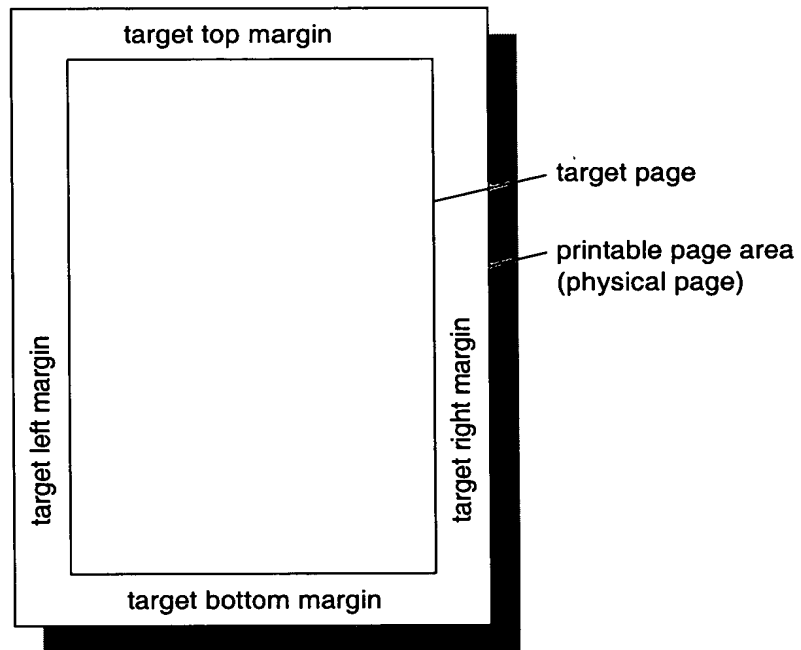 target top margin
target page
printable page area
(physical page)
target left margin
target right margin
target bottom margin